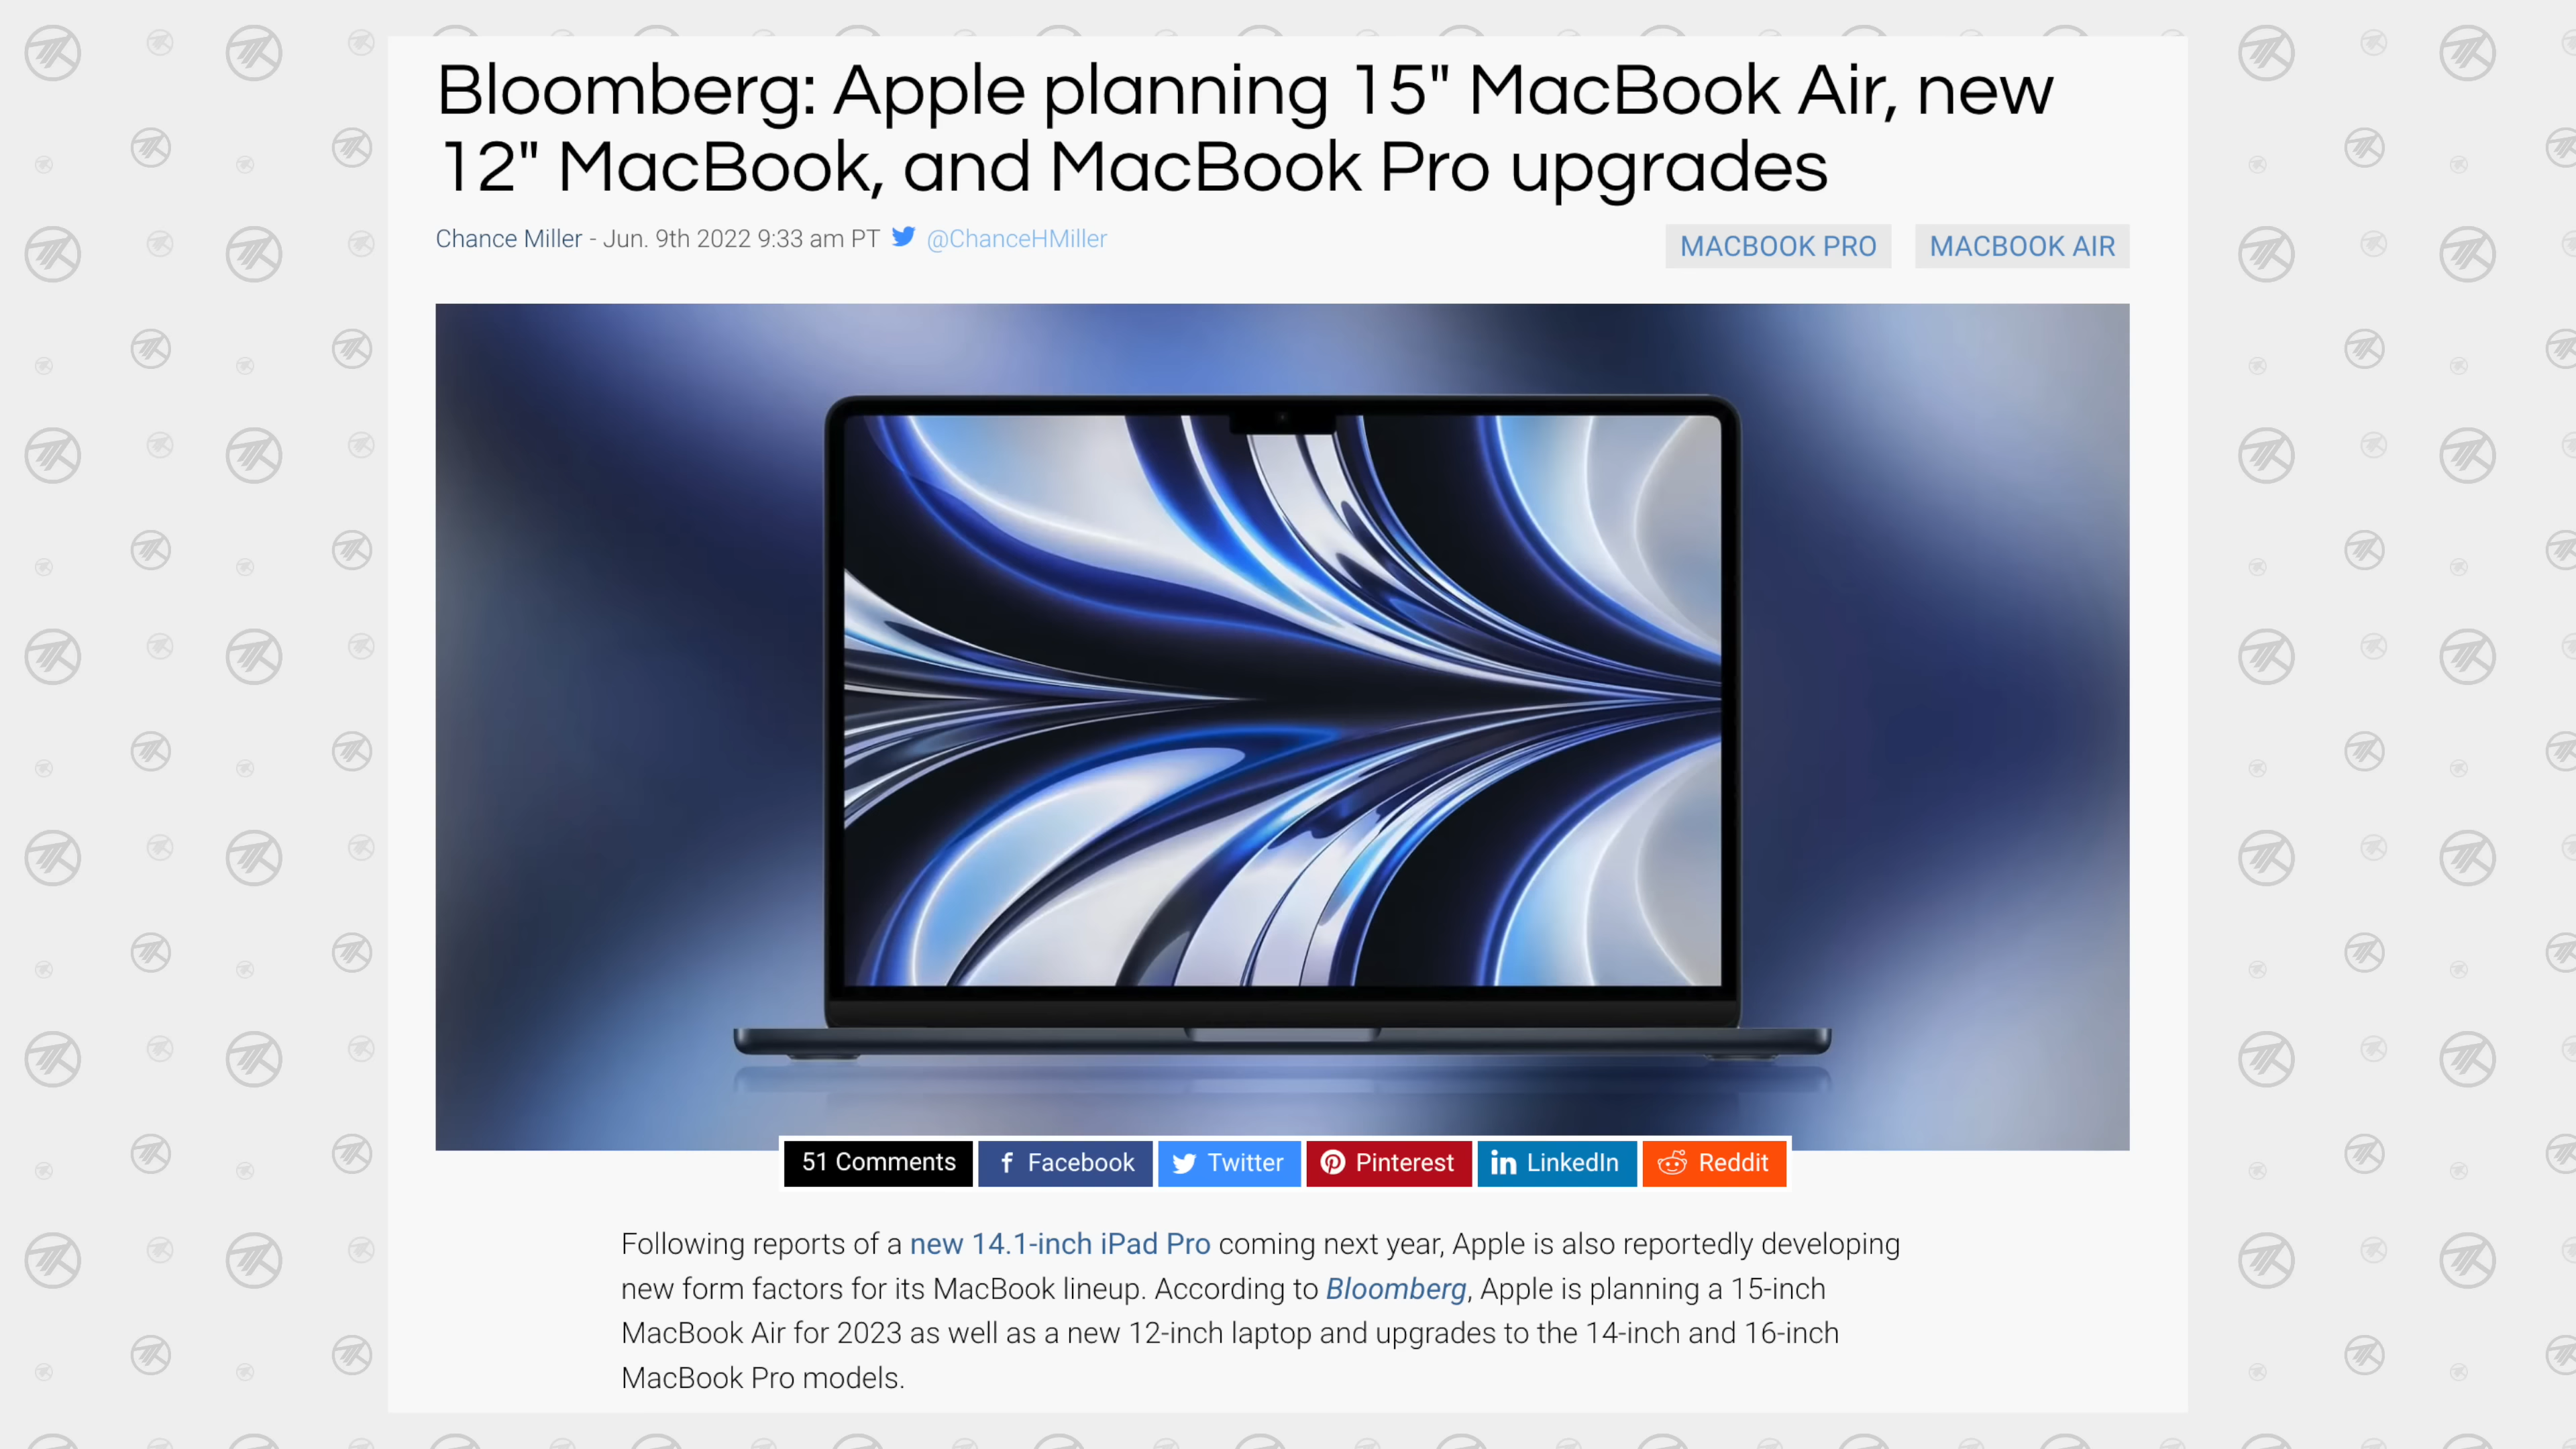 Bloomberg: Apple planning 15" MacBook Air, new
12" MacBook, and MacBook Pro upgrades
Chance Miller - Jun. 9th 2022 9:33 am PT @ChanceHMiller
MACBOOK PRO MACBOOK AIR
51 Comments Facebook Twitter Pinterest LinkedIn Reddit
Following reports of a new 14.1-inch iPad Pro coming next year, Apple is also reportedly developing
new form factors for its MacBook lineup. According to Bloomberg, Apple is planning a 15-inch
MacBook Air for 2023 as well as a new 12-inch laptop and upgrades to the 14-inch and 16-inch
MacBook Pro models.